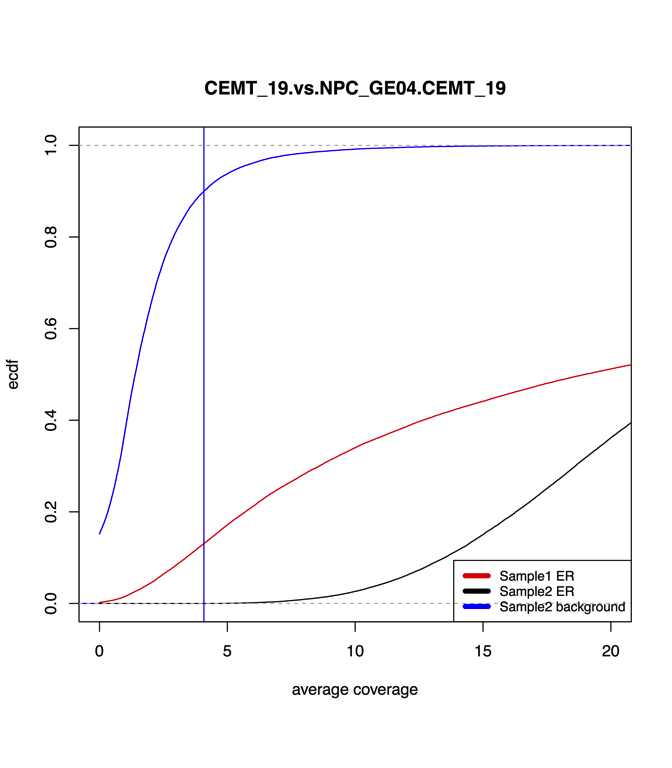 CEMT_19.vs.NPC_GE04.CEMT_19
1.0
0.8
0.6
0.4
0.2
0.0
ecdf
0 5 10 15 20
average coverage
Sample1 ER
Sample2 ER
Sample2 background